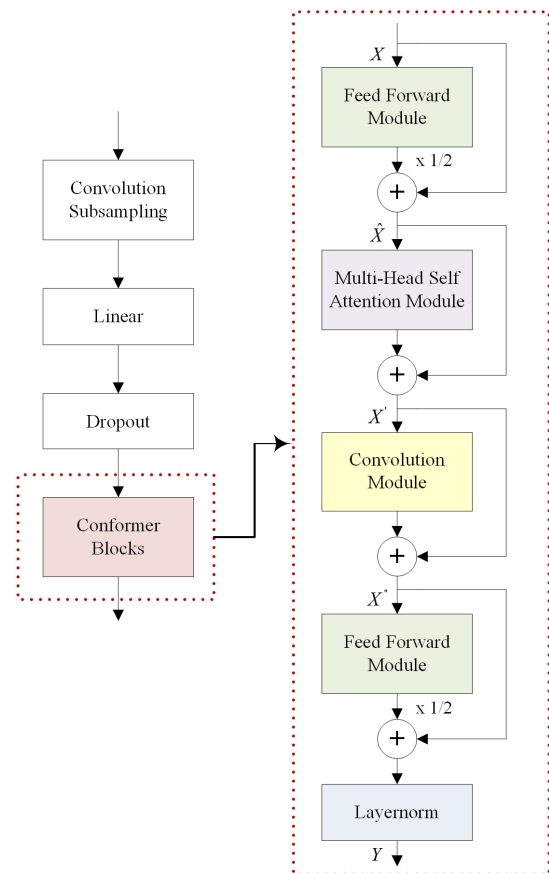 Convolution
Subsampling
Linear
Dropout
Conformer
Blocks
X
Feed Forward
Module
x 1/2
+
X̂
Multi-Head Self
Attention Module
+
X'
Convolution
Module
+
X"
Feed Forward
Module
x 1/2
+
Layernorm
Y